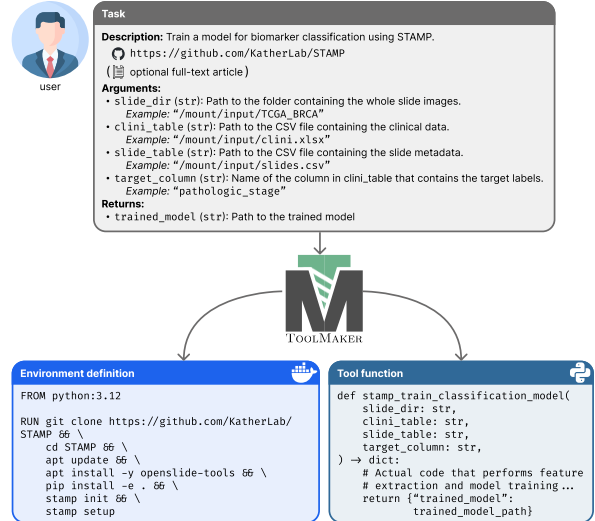 Task
Description: Train a model for biomarker classification using STAMP.
https://github.com/KatherLab/STAMP
( optional full-text article )
user
Arguments:
• slide_dir (str): Path to the folder containing the whole slide images.
Example: “/mount/input/TCGA_BRCA”
• clini_table (str): Path to the CSV file containing the clinical data.
Example: “/mount/input/clini.xlsx”
• slide_table (str): Path to the CSV file containing the slide metadata.
Example: “/mount/input/slides.csv”
• target_column (str): Name of the column in clini_table that contains the target labels.
Example: “pathologic_stage”
Returns:
• trained_model (str): Path to the trained model
TM
TOOLMAKER
Environment definition
FROM python:3.12
RUN git clone https://github.com/KatherLab/
STAMP && \
cd STAMP && \
apt update && \
apt install -y openslide-tools && \
pip install -e . && \
stamp init && \
stamp setup
Tool function
def stamp_train_classification_model(
slide_dir: str,
clini_table: str,
slide_table: str,
target_column: str,
) → dict:
# Actual code that performs feature
# extraction and model training...
return {“trained_model”:
trained_model_path}